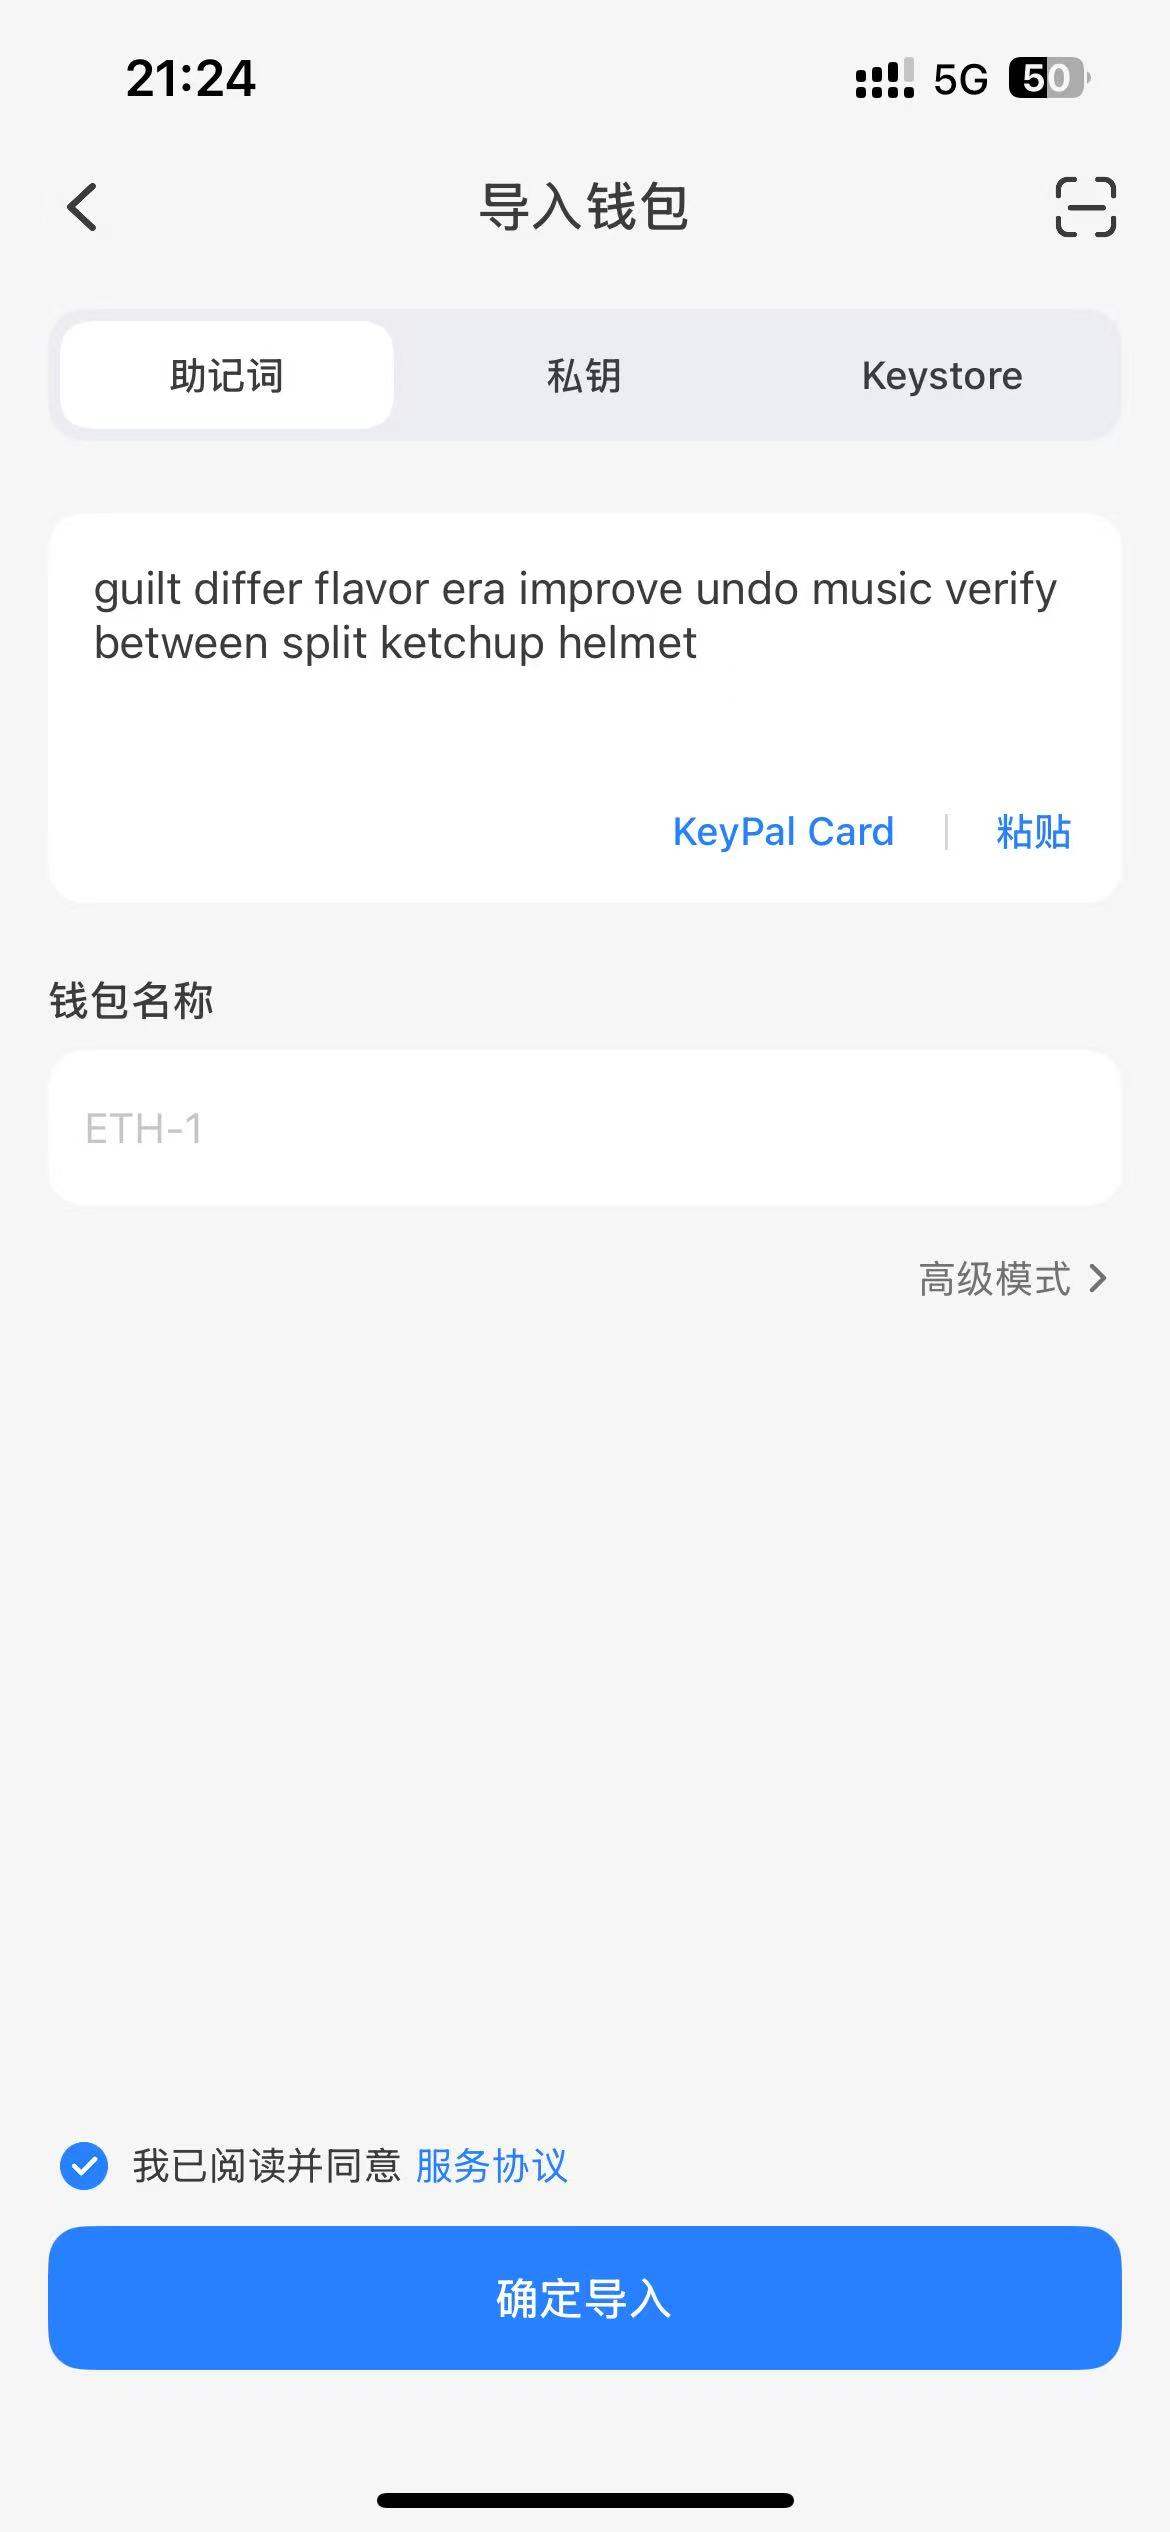 21:24
5G 50
导入钱包
助记词 私钥 Keystore
guilt differ flavor era improve undo music verify
between split ketchup helmet
KeyPal Card 粘贴
钱包名称
ETH-1
高级模式
我已阅读并同意 服务协议
确定导入